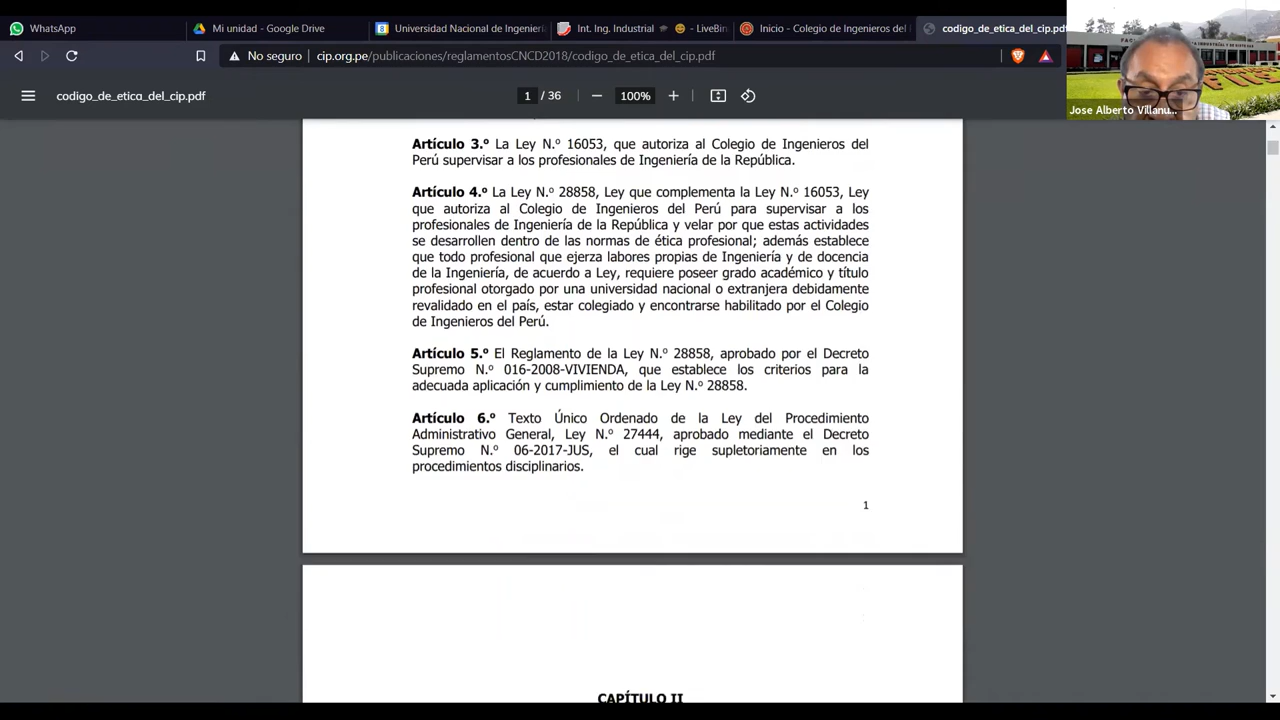 WhatsApp
Mi unidad - Google Drive
Universidad Nacional de Ingenierí
Int. Ing. Industrial 🎓 😊 - LiveBin
Inicio - Colegio de Ingenieros del
codigo_de_etica_del_cip.pdf
No seguro
cip.org.pe/publicaciones/reglamentosCNCD2018/codigo_de_etica_del_cip.pdf
codigo_de_etica_del_cip.pdf
1 / 36
100%
Jose Alberto Villanu...
Artículo 3.º La Ley N.º 16053, que autoriza al Colegio de Ingenieros del
Perú supervisar a los profesionales de Ingeniería de la República.
Artículo 4.º La Ley N.º 28858, Ley que complementa la Ley N.º 16053, Ley
que autoriza al Colegio de Ingenieros del Perú para supervisar a los
profesionales de Ingeniería de la República y velar por que estas actividades
se desarrollen dentro de las normas de ética profesional; además establece
que todo profesional que ejerza labores propias de Ingeniería y de docencia
de la Ingeniería, de acuerdo a Ley, requiere poseer grado académico y título
profesional otorgado por una universidad nacional o extranjera debidamente
revalidado en el país, estar colegiado y encontrarse habilitado por el Colegio
de Ingenieros del Perú.
Artículo 5.º El Reglamento de la Ley N.º 28858, aprobado por el Decreto
Supremo N.º 016-2008-VIVIENDA, que establece los criterios para la
adecuada aplicación y cumplimiento de la Ley N.º 28858.
Artículo 6.º Texto Único Ordenado de la Ley del Procedimiento
Administrativo General, Ley N.º 27444, aprobado mediante el Decreto
Supremo N.º 06-2017-JUS, el cual rige supletoriamente en los
procedimientos disciplinarios.
1
CAPÍTULO II